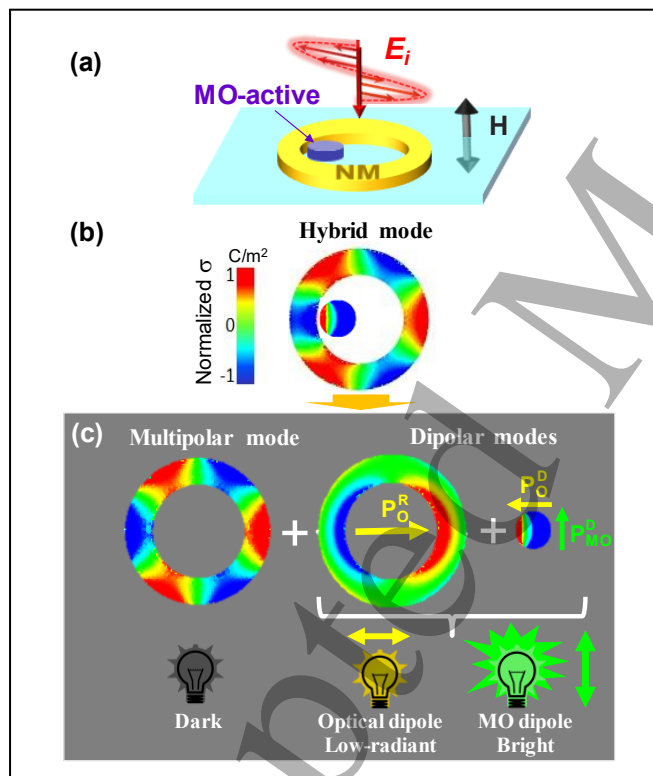 (a)
E_i
MO-active
H
NM
(b)
Hybrid mode
C/m²
Normalized σ
1
0
-1
(c)
Multipolar mode
Dipolar modes
P_O^R
P_O^D
P_MO^D
+
+
Dark
Optical dipole
Low-radiant
MO dipole
Bright